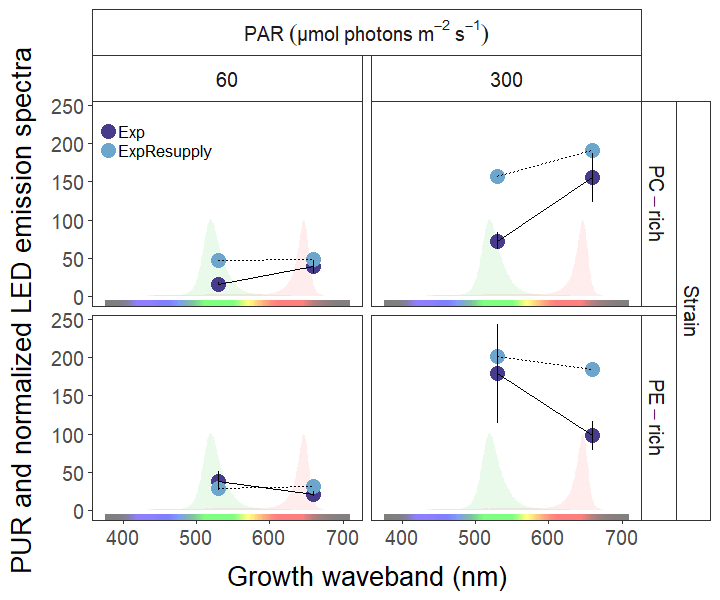 PAR (μmol photons m⁻² s⁻¹)
60
300
PUR and normalized LED emission spectra
250
200
150
100
50
0
Exp
ExpResupply
PC – rich
Strain
250
200
150
100
50
0
PE – rich
400 500 600 700
400 500 600 700
Growth waveband (nm)